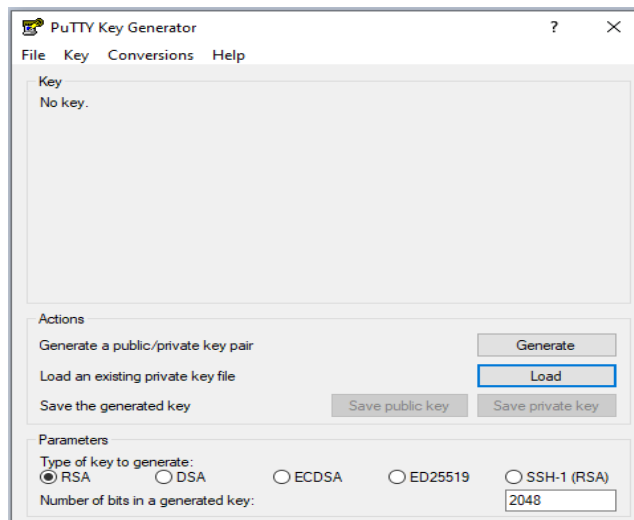 PuTTY Key Generator ?
File Key Conversions Help
Key
No key.
Actions
Generate a public/private key pair Generate
Load an existing private key file Load
Save the generated key Save public key Save private key
Parameters
Type of key to generate:
RSA DSA ECDSA ED25519 SSH-1 (RSA)
Number of bits in a generated key: 2048